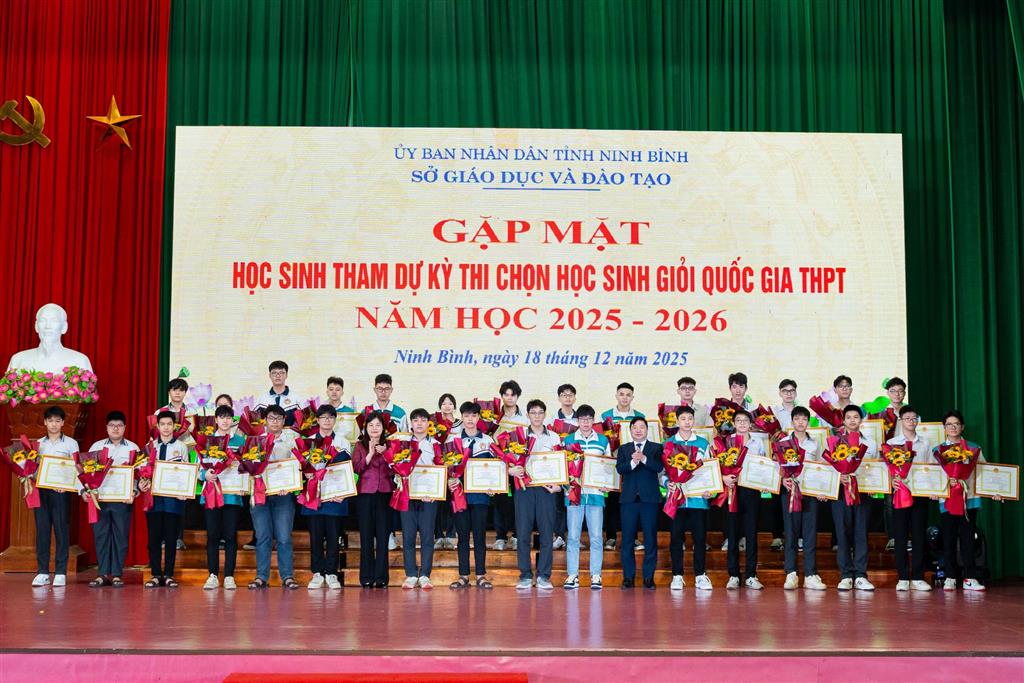 ỦY BAN NHÂN DÂN TỈNH NINH BÌNH
SỞ GIÁO DỤC VÀ ĐÀO TẠO
GẶP MẶT
HỌC SINH THAM DỰ KỲ THI CHỌN HỌC SINH GIỎI QUỐC GIA THPT
NĂM HỌC 2025 - 2026
Ninh Bình, ngày 18 tháng 12 năm 2025